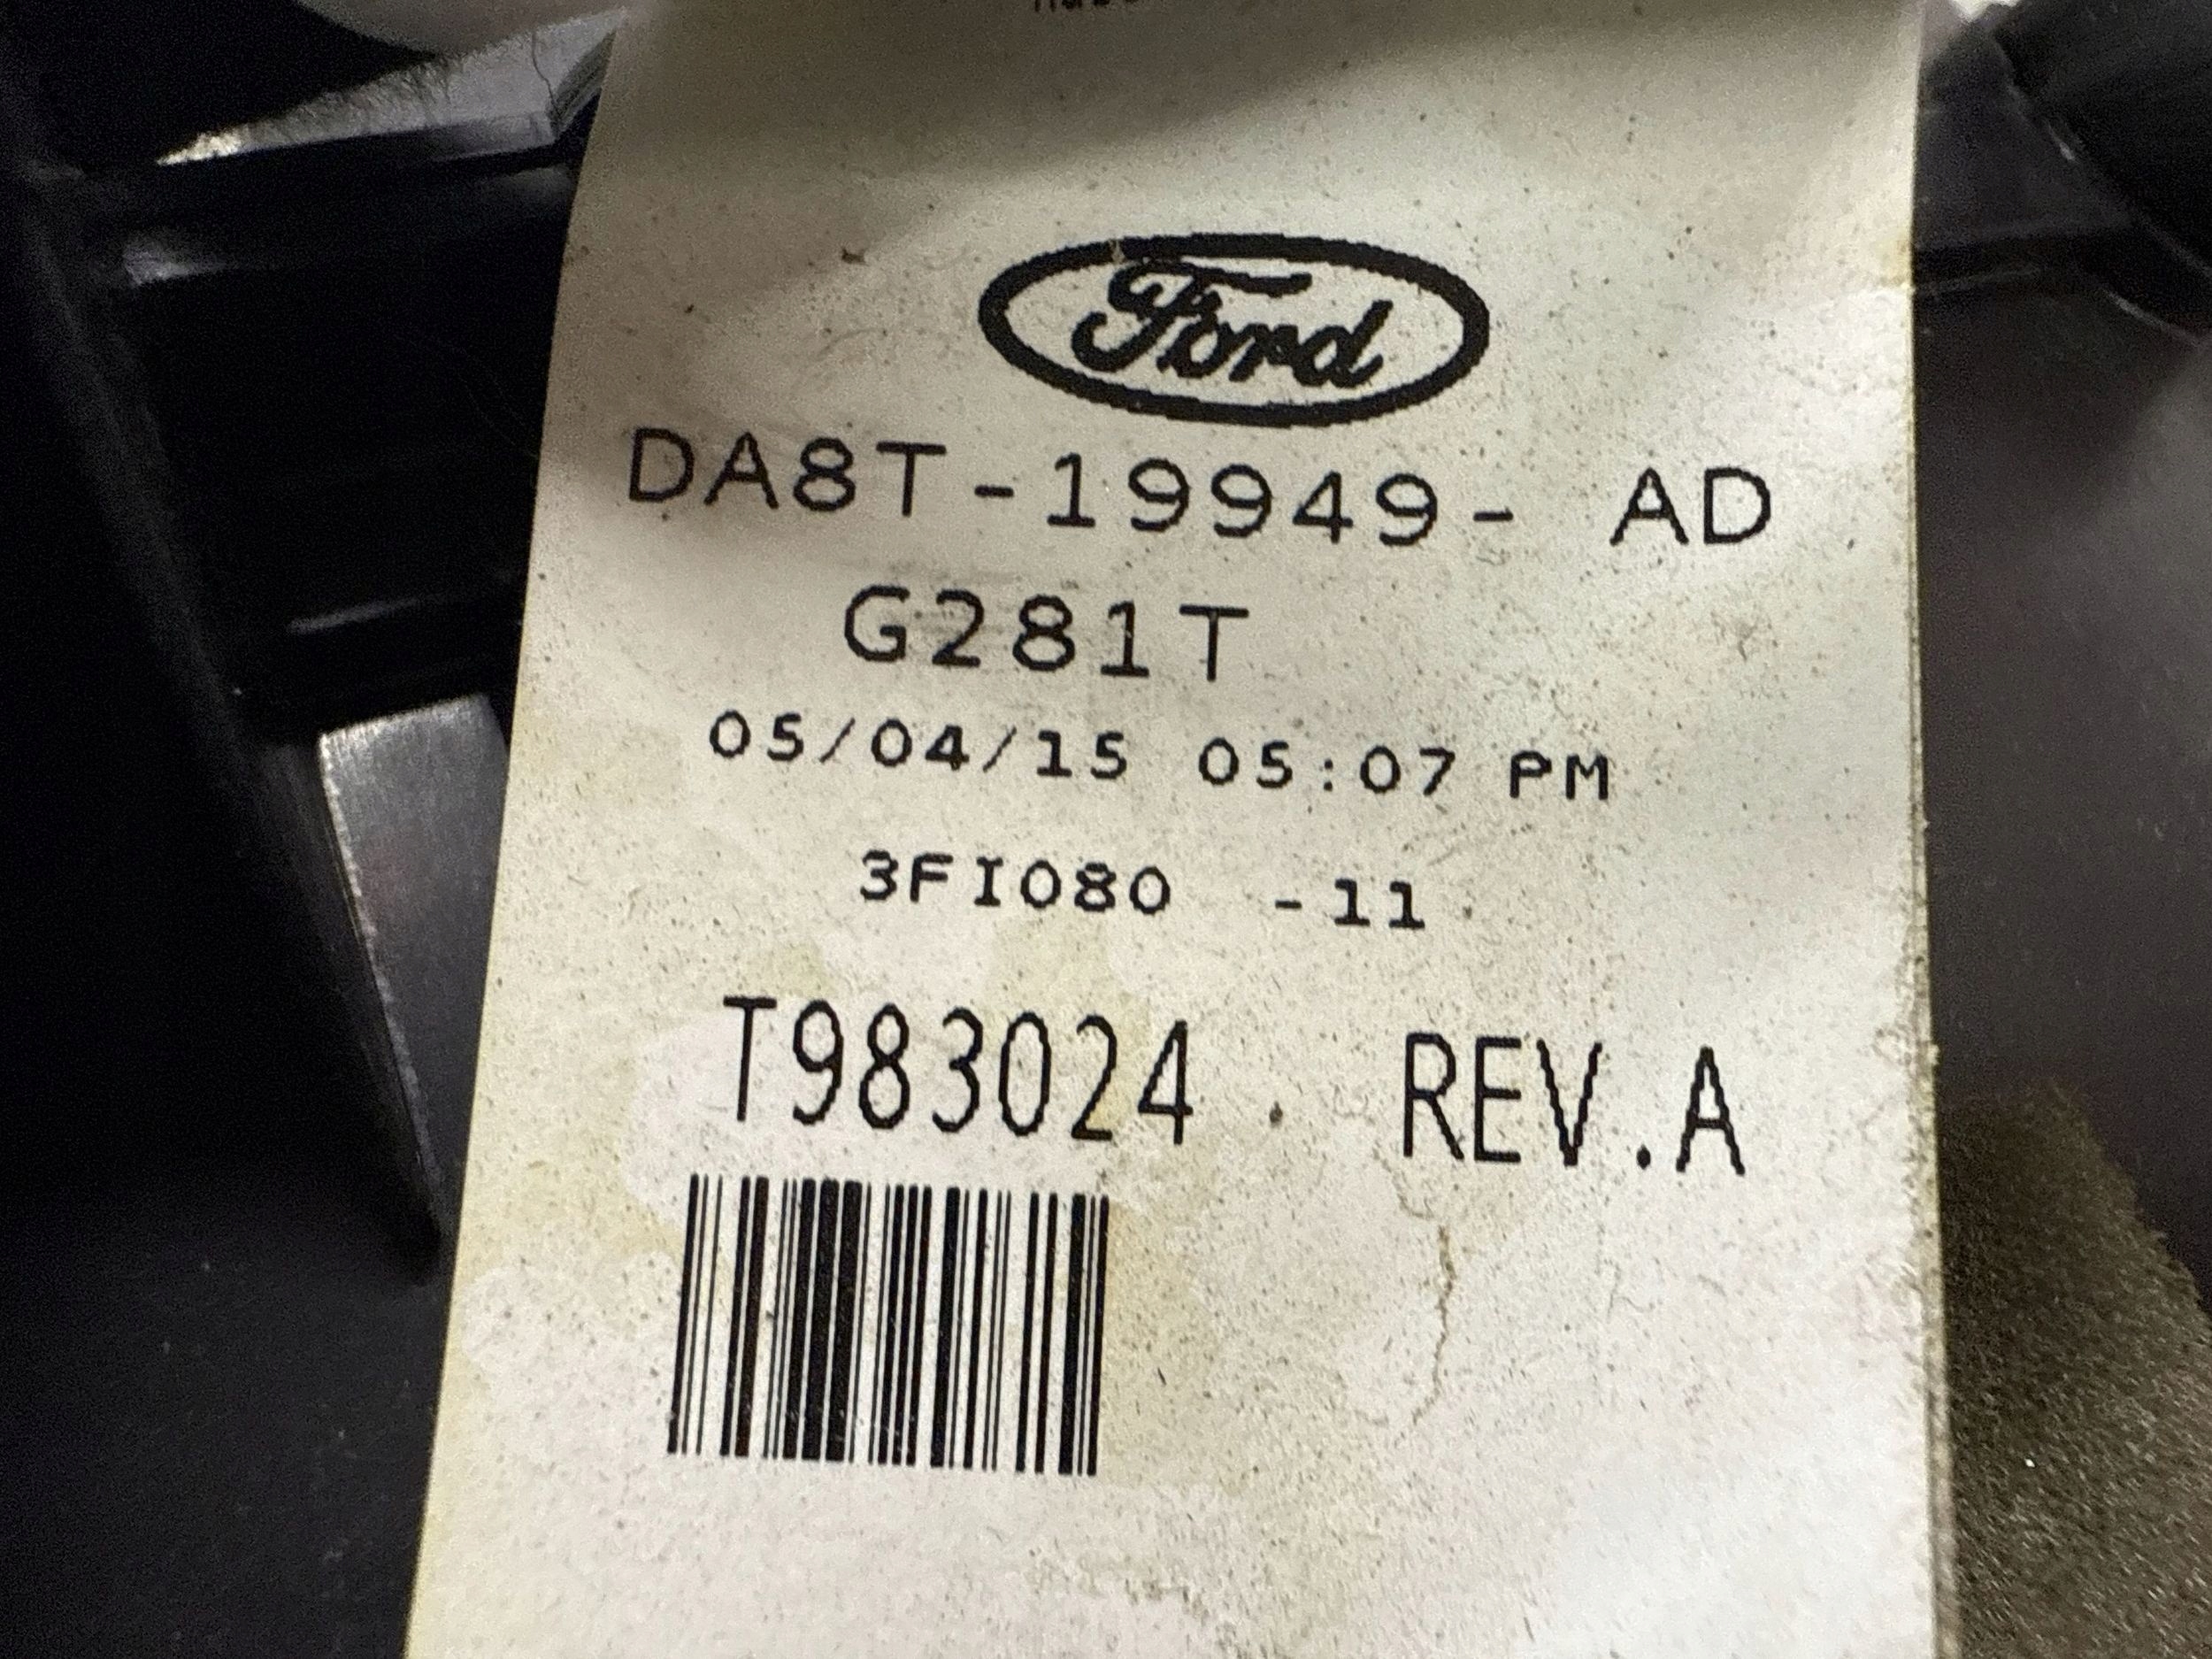 Ford
DA8T-19949- AD
G281T
05/04/15 05:07 PM
3FI080 -11
T983024 REV.A